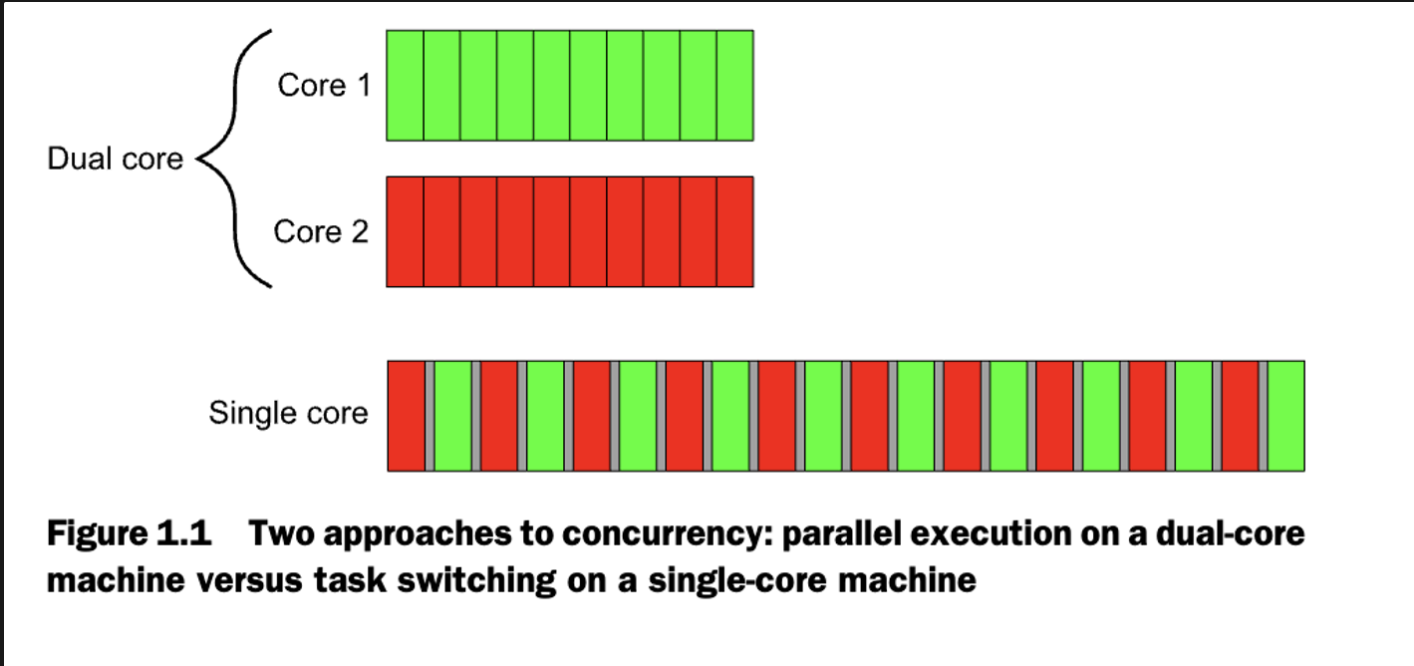 Core 1
Dual core
Core 2
Single core
Figure 1.1 Two approaches to concurrency: parallel execution on a dual-core
machine versus task switching on a single-core machine